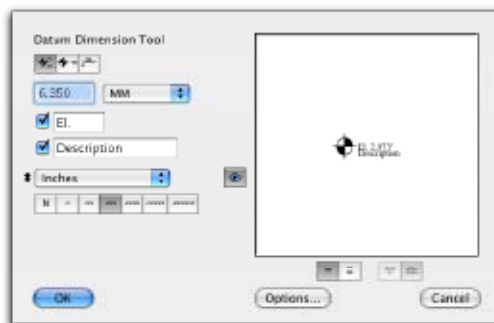 Datum Dimension Tool
6,350 MM
El.
Description
Inches
N
Description
OK
Options...
Cancel